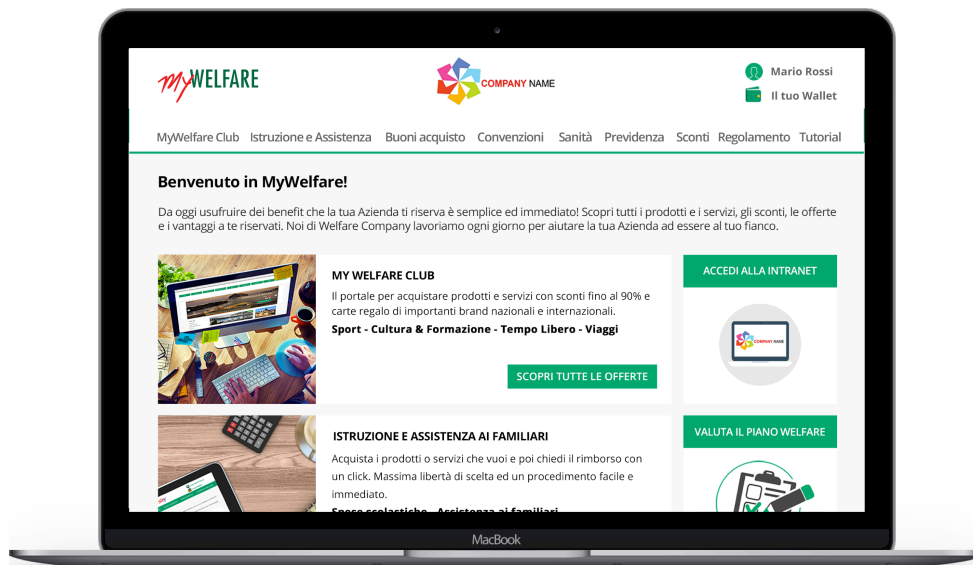 MyWELFARE
COMPANY NAME
Mario Rossi
Il tuo Wallet
MyWelfare Club Istruzione e Assistenza Buoni acquisto Convenzioni Sanità Previdenza Sconti Regolamento Tutorial
Benvenuto in MyWelfare!
Da oggi usufruire dei benefit che la tua Azienda ti riserva è semplice ed immediato! Scopri tutti i prodotti e i servizi, gli sconti, le offerte
e i vantaggi a te riservati. Noi di Welfare Company lavoriamo ogni giorno per aiutare la tua Azienda ad essere al tuo fianco.
MY WELFARE CLUB
Il portale per acquistare prodotti e servizi con sconti fino al 90% e
carte regalo di importanti brand nazionali e internazionali.
Sport - Cultura & Formazione - Tempo Libero - Viaggi
SCOPRI TUTTE LE OFFERTE
ACCEDI ALLA INTRANET
COMPANY NAME
ISTRUZIONE E ASSISTENZA AI FAMILIARI
Acquista i prodotti o servizi che vuoi e poi chiedi il rimborso con
un click. Massima libertà di scelta ed un procedimento facile e
immediato.
Spese scolastiche - Assistenza ai familiari
VALUTA IL PIANO WELFARE
MacBook